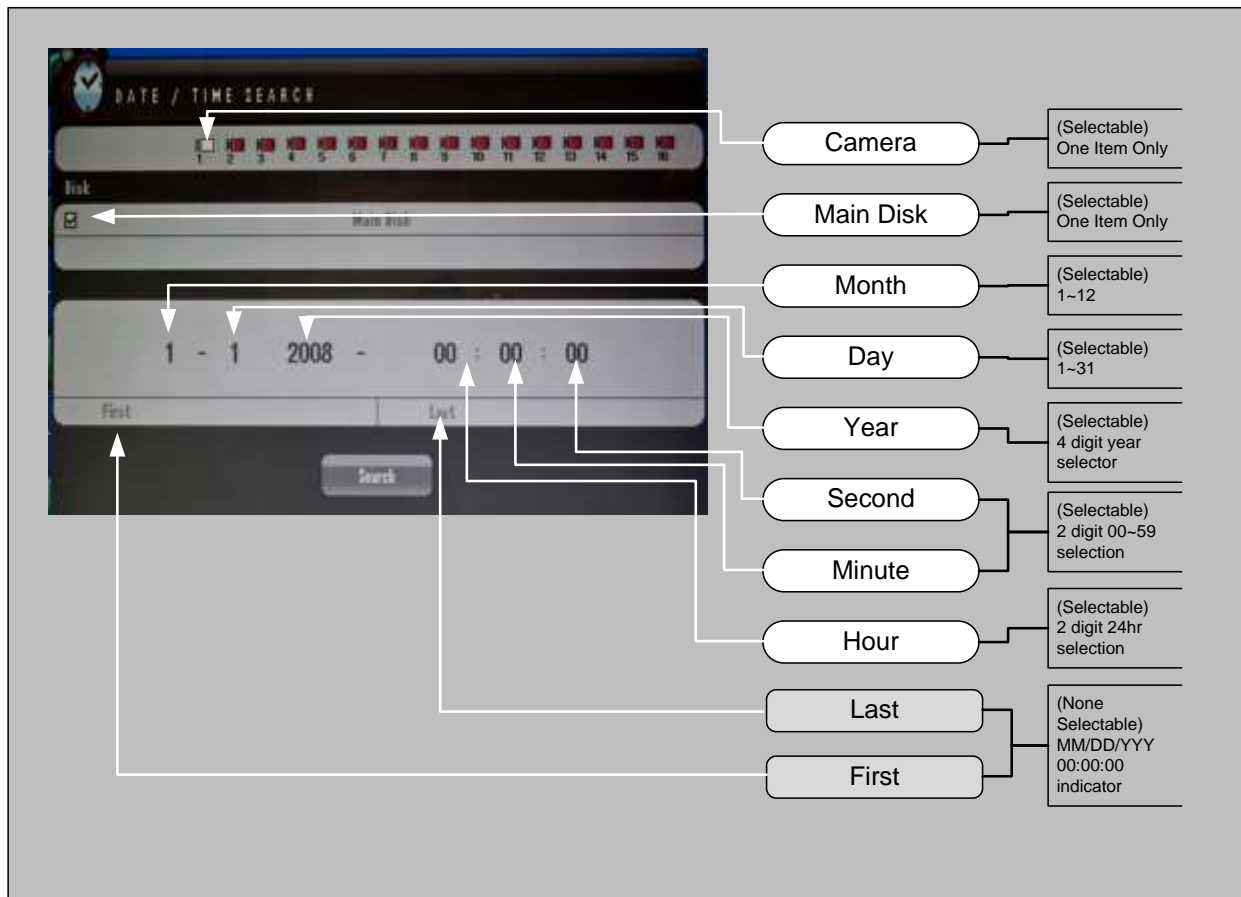 DATE / TIME SEARCH
1 2 3 4 5 6 7 8 9 10 11 12 13 14 15 16
Disk
Main Disk
1 - 1 2008 - 00 : 00 : 00
First Last
Search
Camera
(Selectable)
One Item Only
Main Disk
(Selectable)
One Item Only
Month
(Selectable)
1~12
Day
(Selectable)
1~31
Year
(Selectable)
4 digit year
selector
Second
Minute
(Selectable)
2 digit 00~59
selection
Hour
(Selectable)
2 digit 24hr
selection
Last
First
(None
Selectable)
MM/DD/YYY
00:00:00
indicator